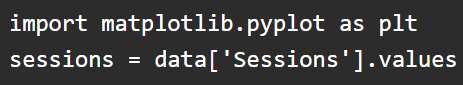 import matplotlib.pyplot as plt
sessions = data['Sessions'].values